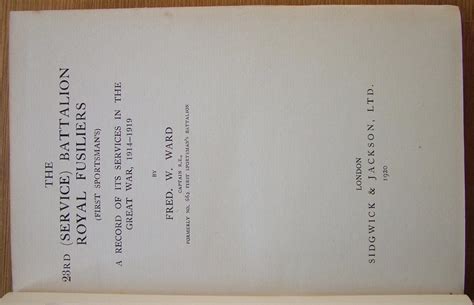 THE
23RD (SERVICE) BATTALION
ROYAL FUSILIERS
(FIRST SPORTSMAN'S)
A RECORD OF ITS SERVICES IN THE
GREAT WAR, 1914-1919
BY
FRED. W. WARD
CAPTAIN R.E.,
FORMERLY NO. 662 FIRST SPORTSMAN'S BATTALION
LONDON
SIDGWICK & JACKSON, LTD.
1920